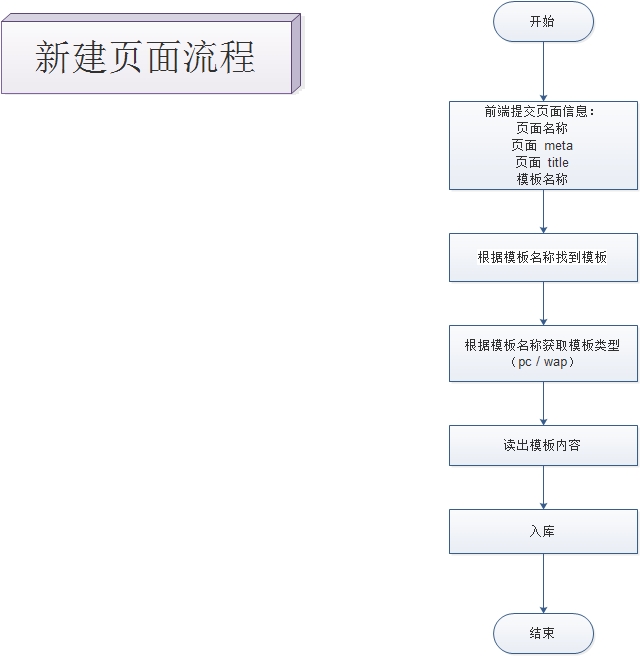 新建页面流程
开始
前端提交页面信息：
页面名称
页面 meta
页面 title
模板名称
根据模板名称找到模板
根据模板名称获取模板类型
（pc / wap）
读出模板内容
入库
结束